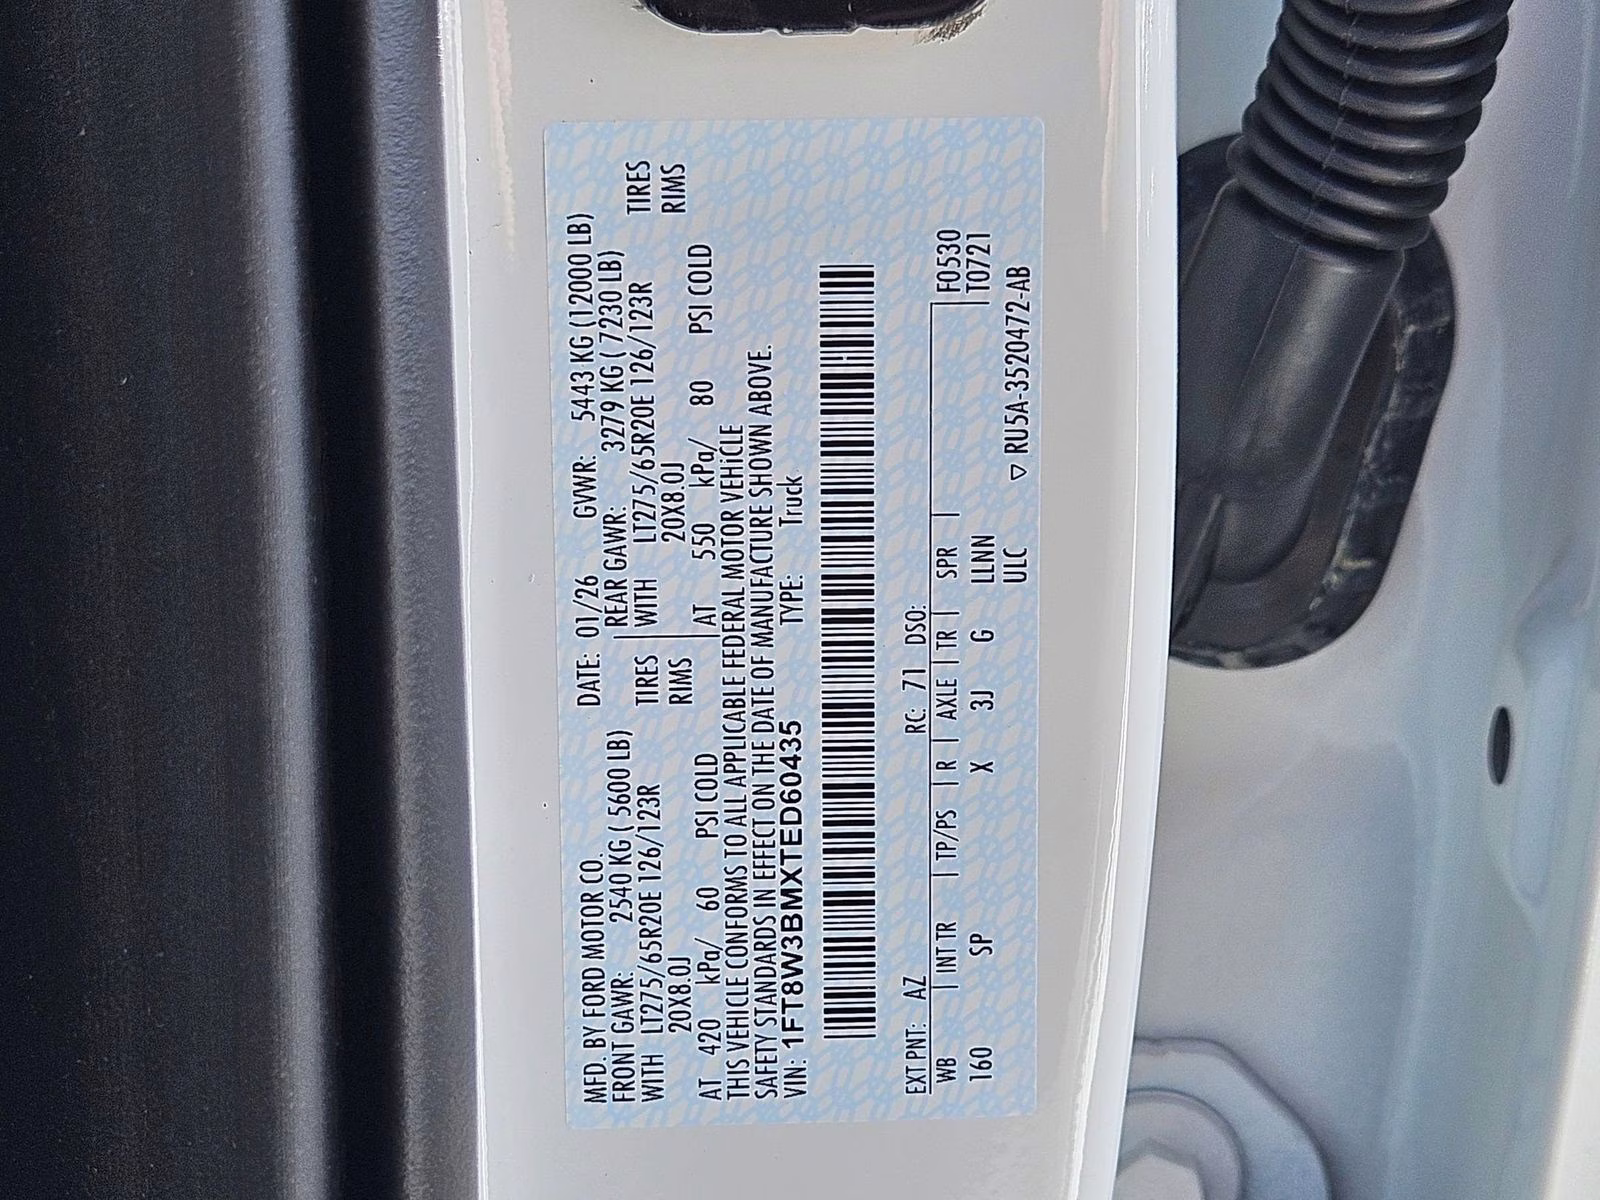 MFD. BY FORD MOTOR CO. DATE: 01/26 GVWR: 5443 KG (12000 LB)
FRONT GAWR: 2540 KG ( 5600 LB) REAR GAWR: 3279 KG ( 7230 LB)
WITH LT275/65R20E 126/123R TIRES WITH LT275/65R20E 126/123R TIRES
20X8.0J RIMS 20X8.0J RIMS
AT 420 kPa/ 60 PSI COLD AT 550 kPa/ 80 PSI COLD
THIS VEHICLE CONFORMS TO ALL APPLICABLE FEDERAL MOTOR VEHICLE
SAFETY STANDARDS IN EFFECT ON THE DATE OF MANUFACTURE SHOWN ABOVE.
VIN: 1FT8W3BMXTED60435 TYPE: Truck
EXT PNT: AZ RC: 71 DSO:
WB | INT TR | TP/PS | R | AXLE | TR | SPR | F0530
160 SP X 3J G LLNN T0721
ULC ▽ RU5A-3520472-AB